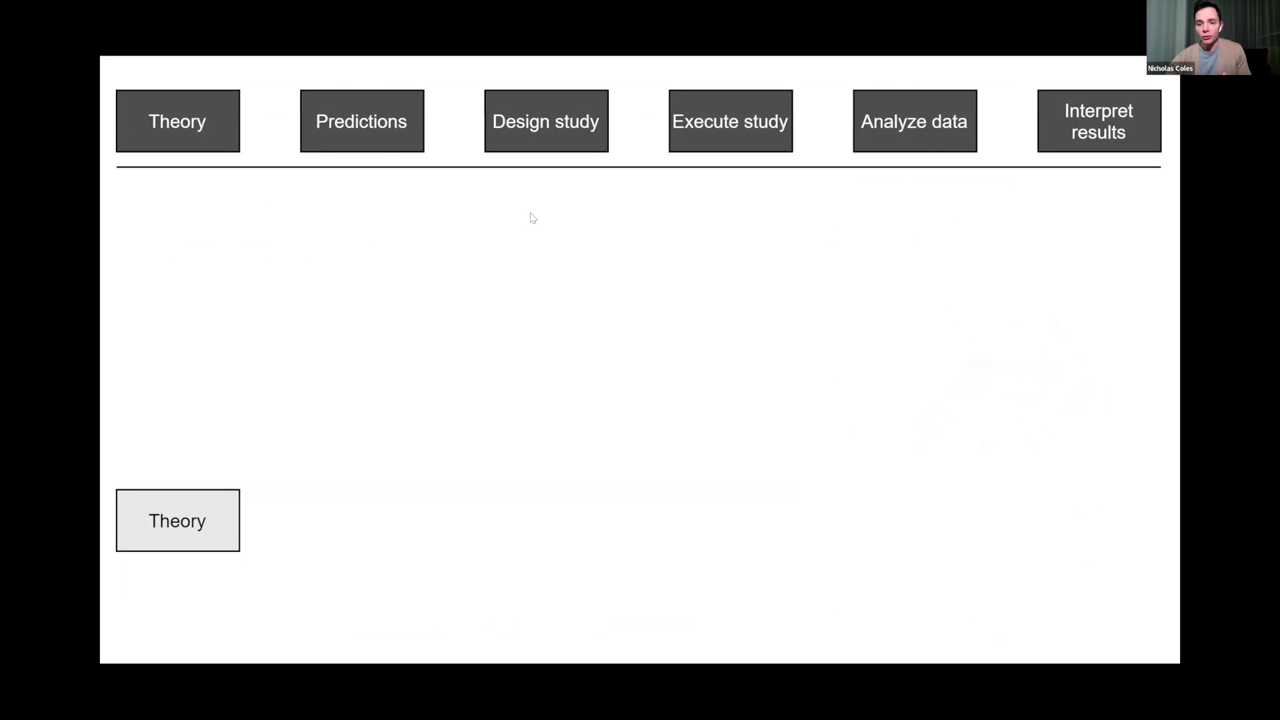 Nicholas Coles
Theory
Predictions
Design study
Execute study
Analyze data
Interpret
results
Theory